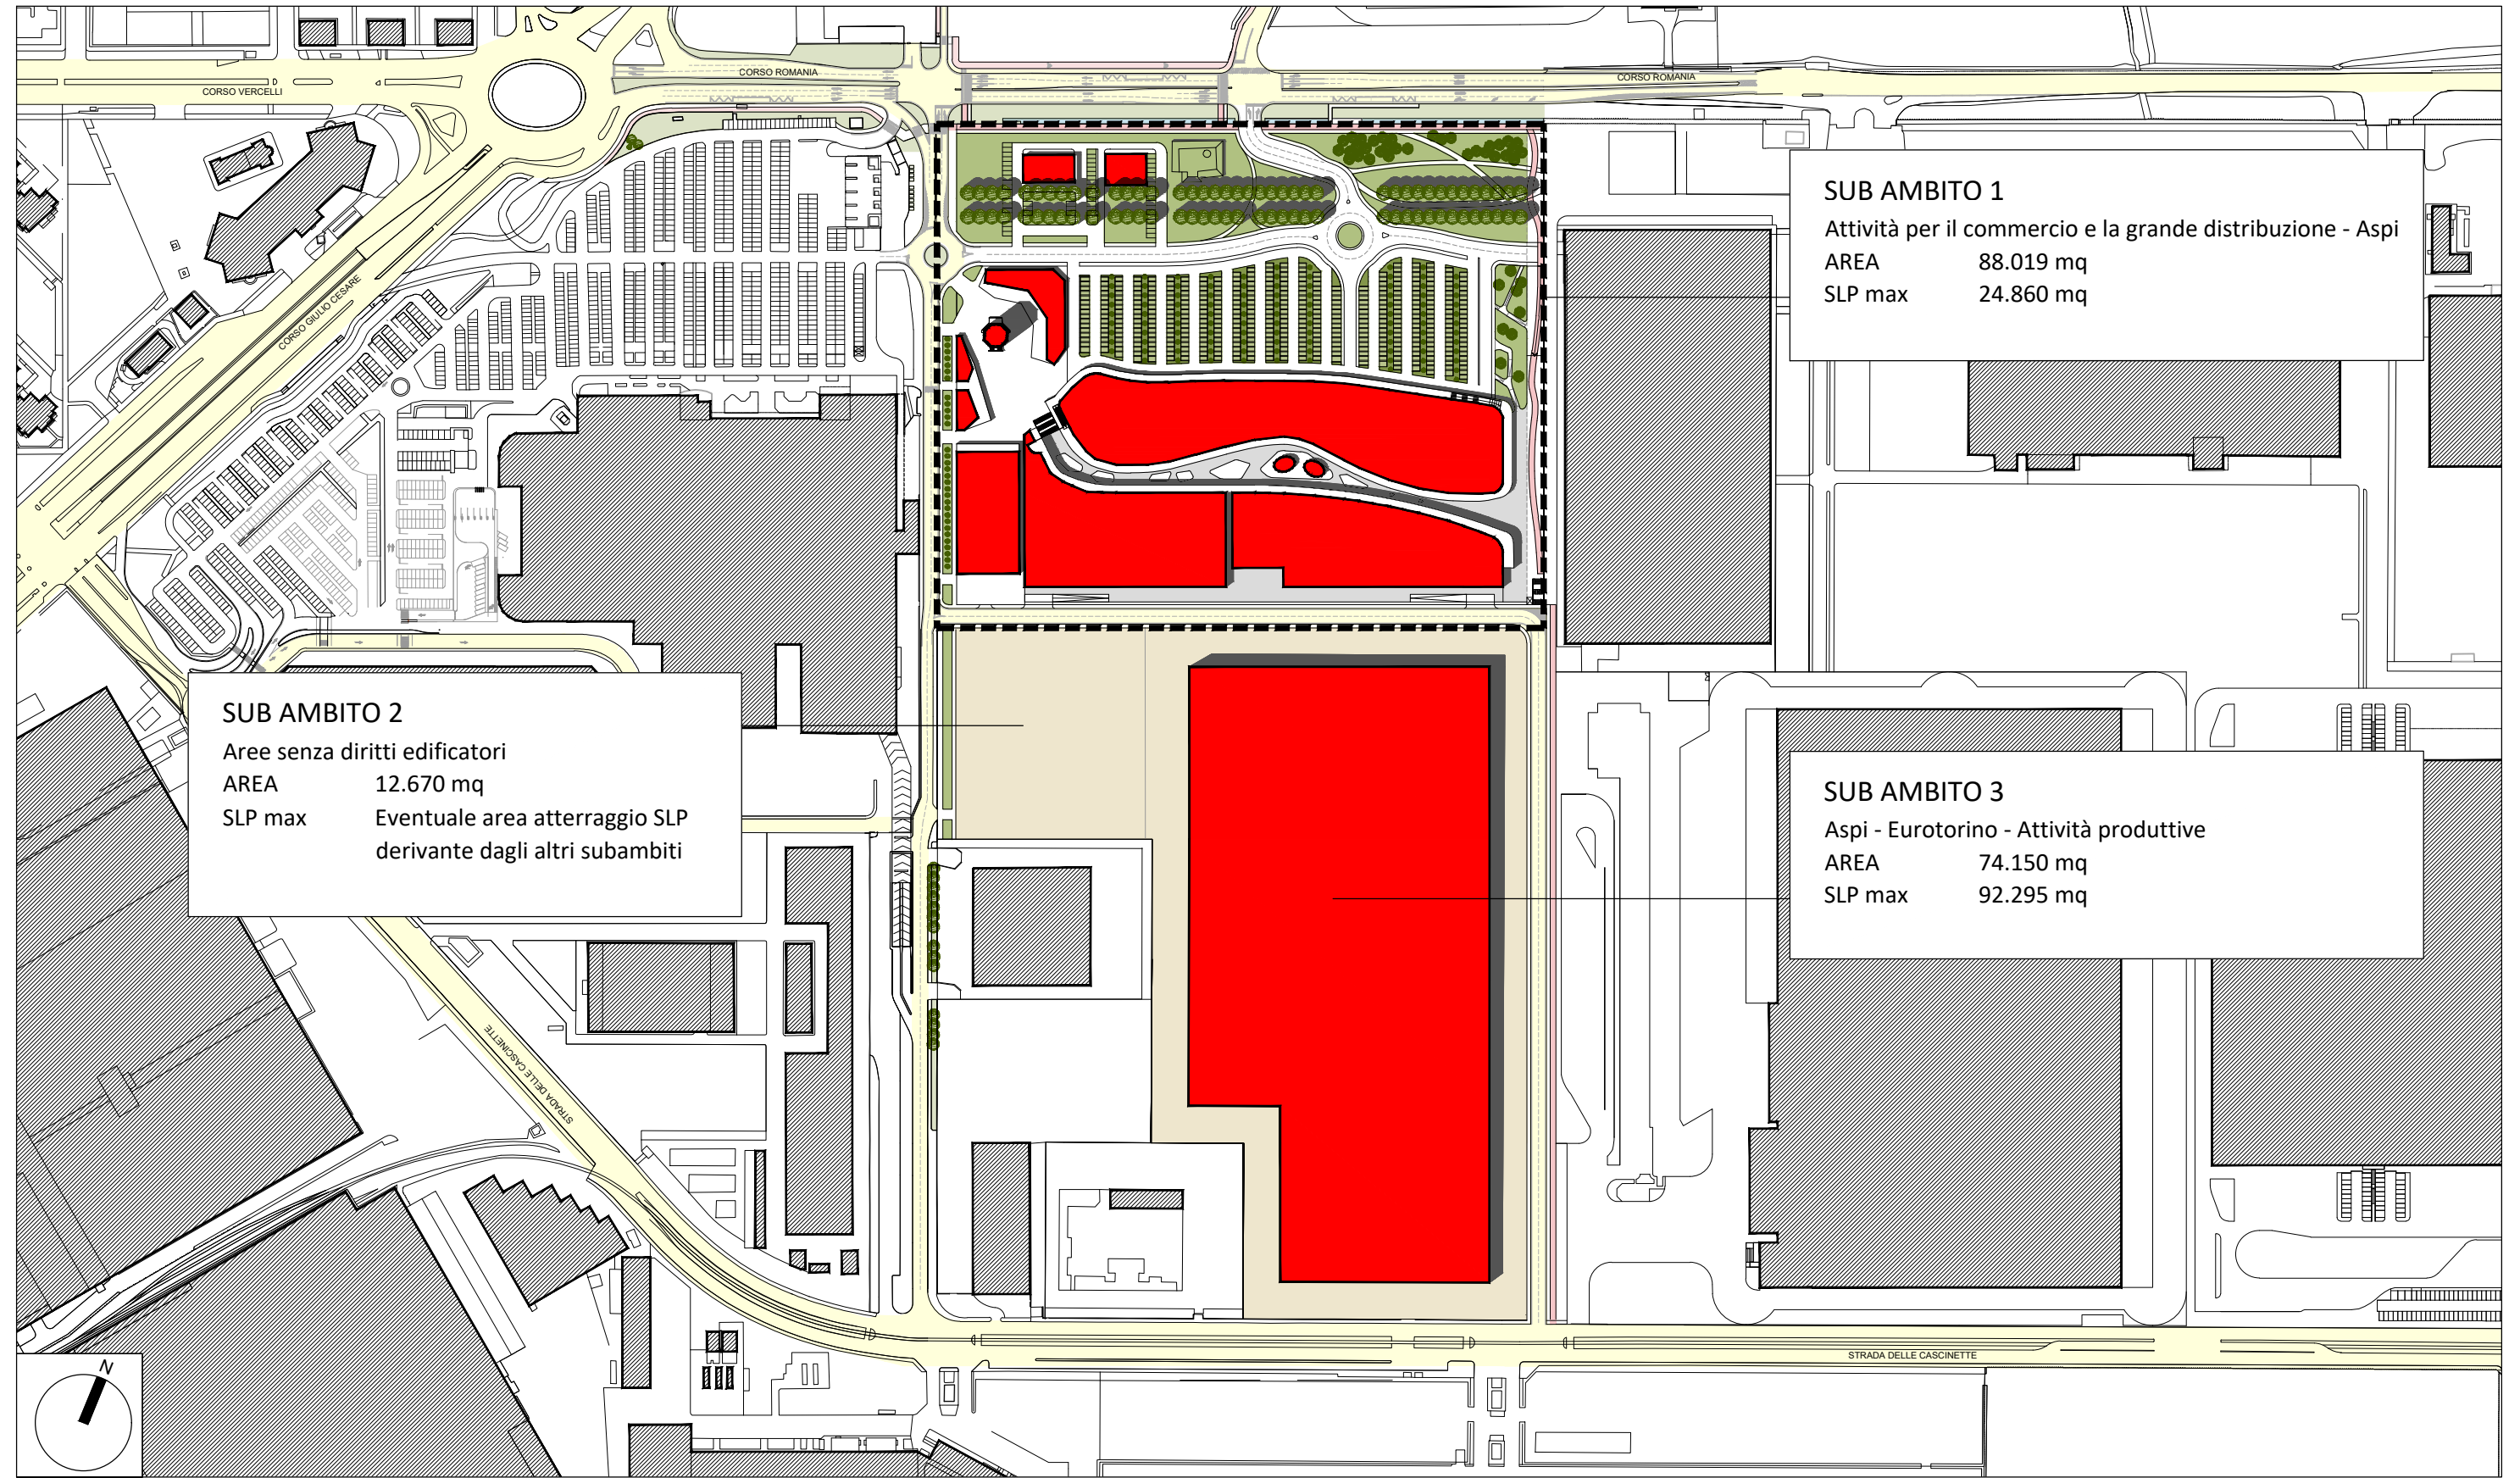 CORSO ROMANIA
CORSO ROMANIA
CORSO VERCELLI
CORSO GIULIO CESARE
SUB AMBITO 1
Attività per il commercio e la grande distribuzione - Aspi
AREA 88.019 mq
SLP max 24.860 mq
SUB AMBITO 2
Aree senza diritti edificatori
AREA 12.670 mq
SLP max Eventuale area atterraggio SLP
derivante dagli altri subambiti
SUB AMBITO 3
Aspi - Eurotorino - Attività produttive
AREA 74.150 mq
SLP max 92.295 mq
STRADA DELLE CASCINETTE
STRADA DELLE CASCINETTE
N